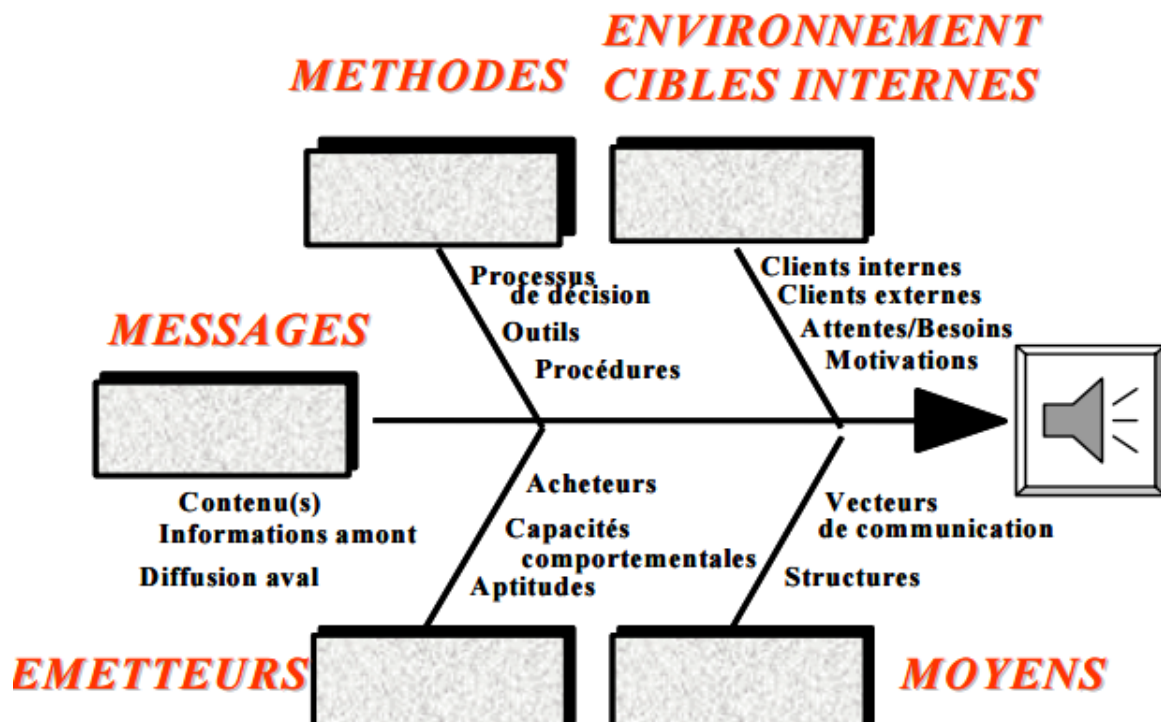 METHODES
ENVIRONNEMENT
CIBLES INTERNES
Processus
de décision
Outils
Procédures
Clients internes
Clients externes
Attentes/Besoins
Motivations
MESSAGES
Contenu(s)
Informations amont
Diffusion aval
Acheteurs
Capacités
comportementales
Aptitudes
Vecteurs
de communication
Structures
EMETTEURS
MOYENS